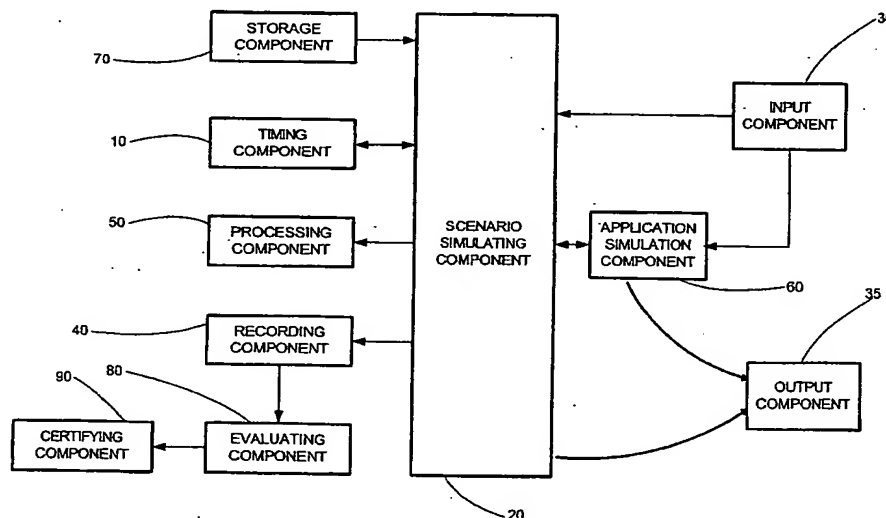 STORAGE
COMPONENT
70
TIMING
COMPONENT
10
PROCESSING
COMPONENT
50
RECORDING
COMPONENT
40
80
90
CERTIFYING
COMPONENT
EVALUATING
COMPONENT
SCENARIO
SIMULATING
COMPONENT
20
INPUT
COMPONENT
APPLICATION
SIMULATION
COMPONENT
60
35
OUTPUT
COMPONENT